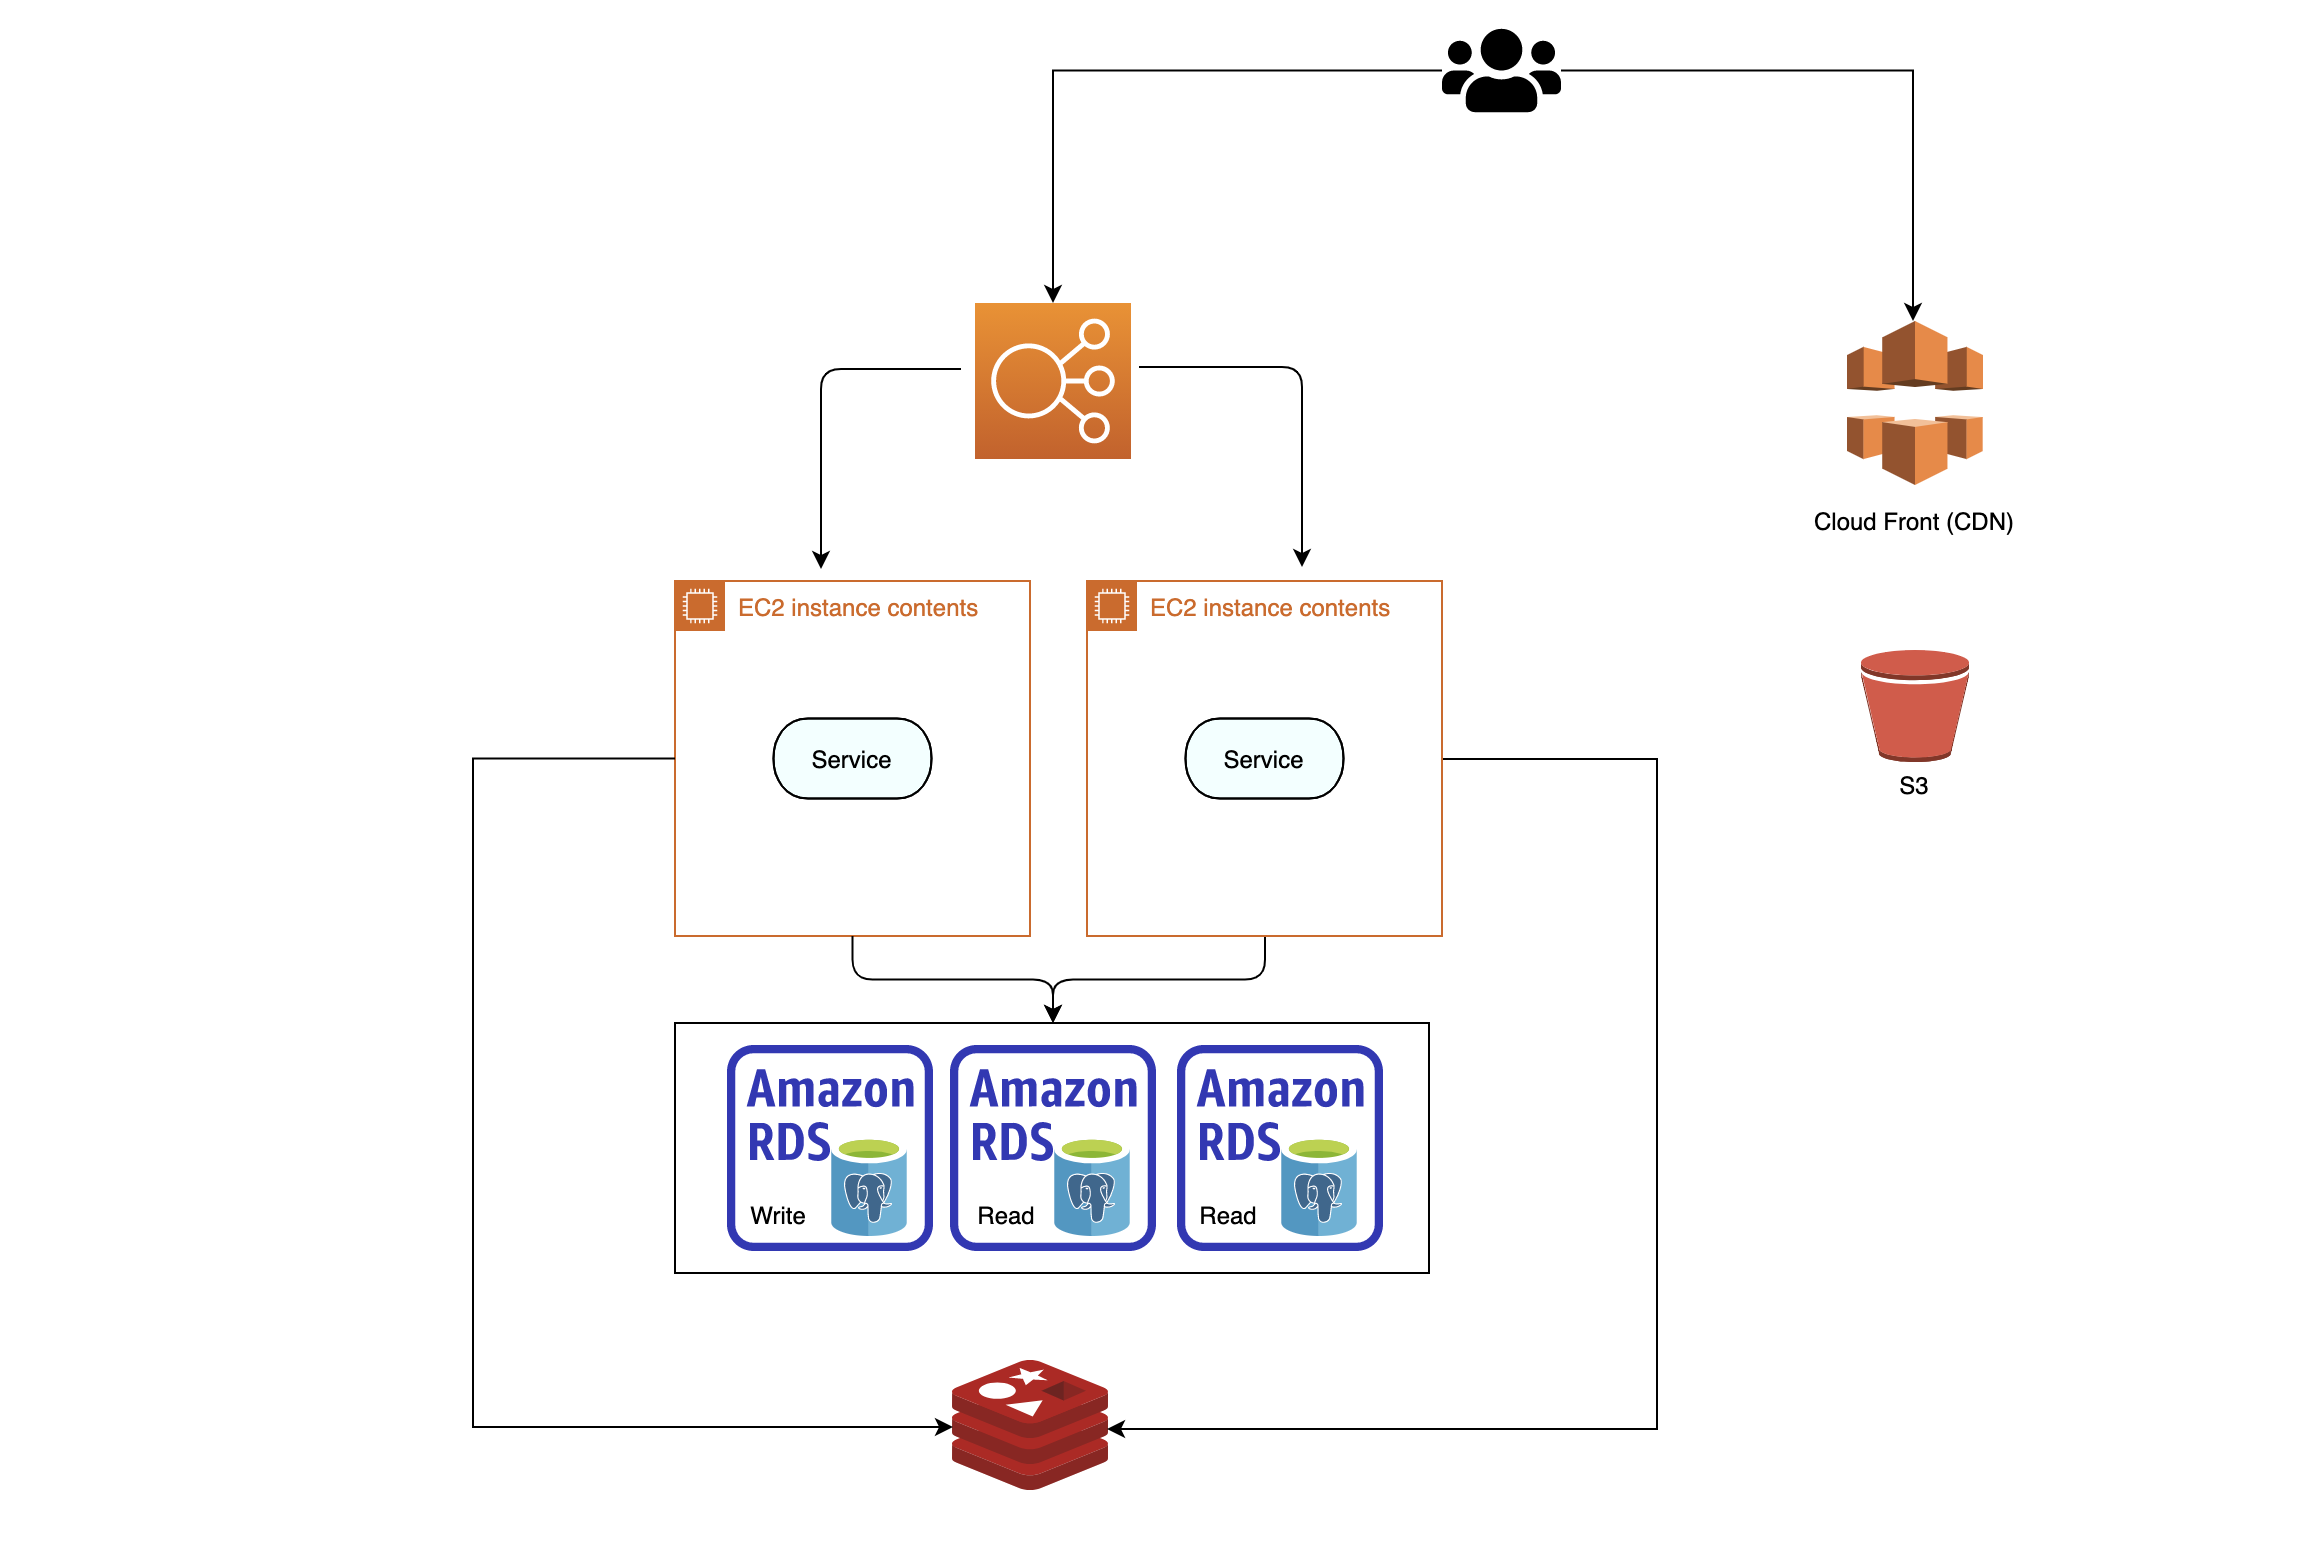 Cloud Front (CDN)
EC2 instance contents
EC2 instance contents
Service
Service
S3
Amazon
RDS
Write
Amazon
RDS
Read
Amazon
RDS
Read